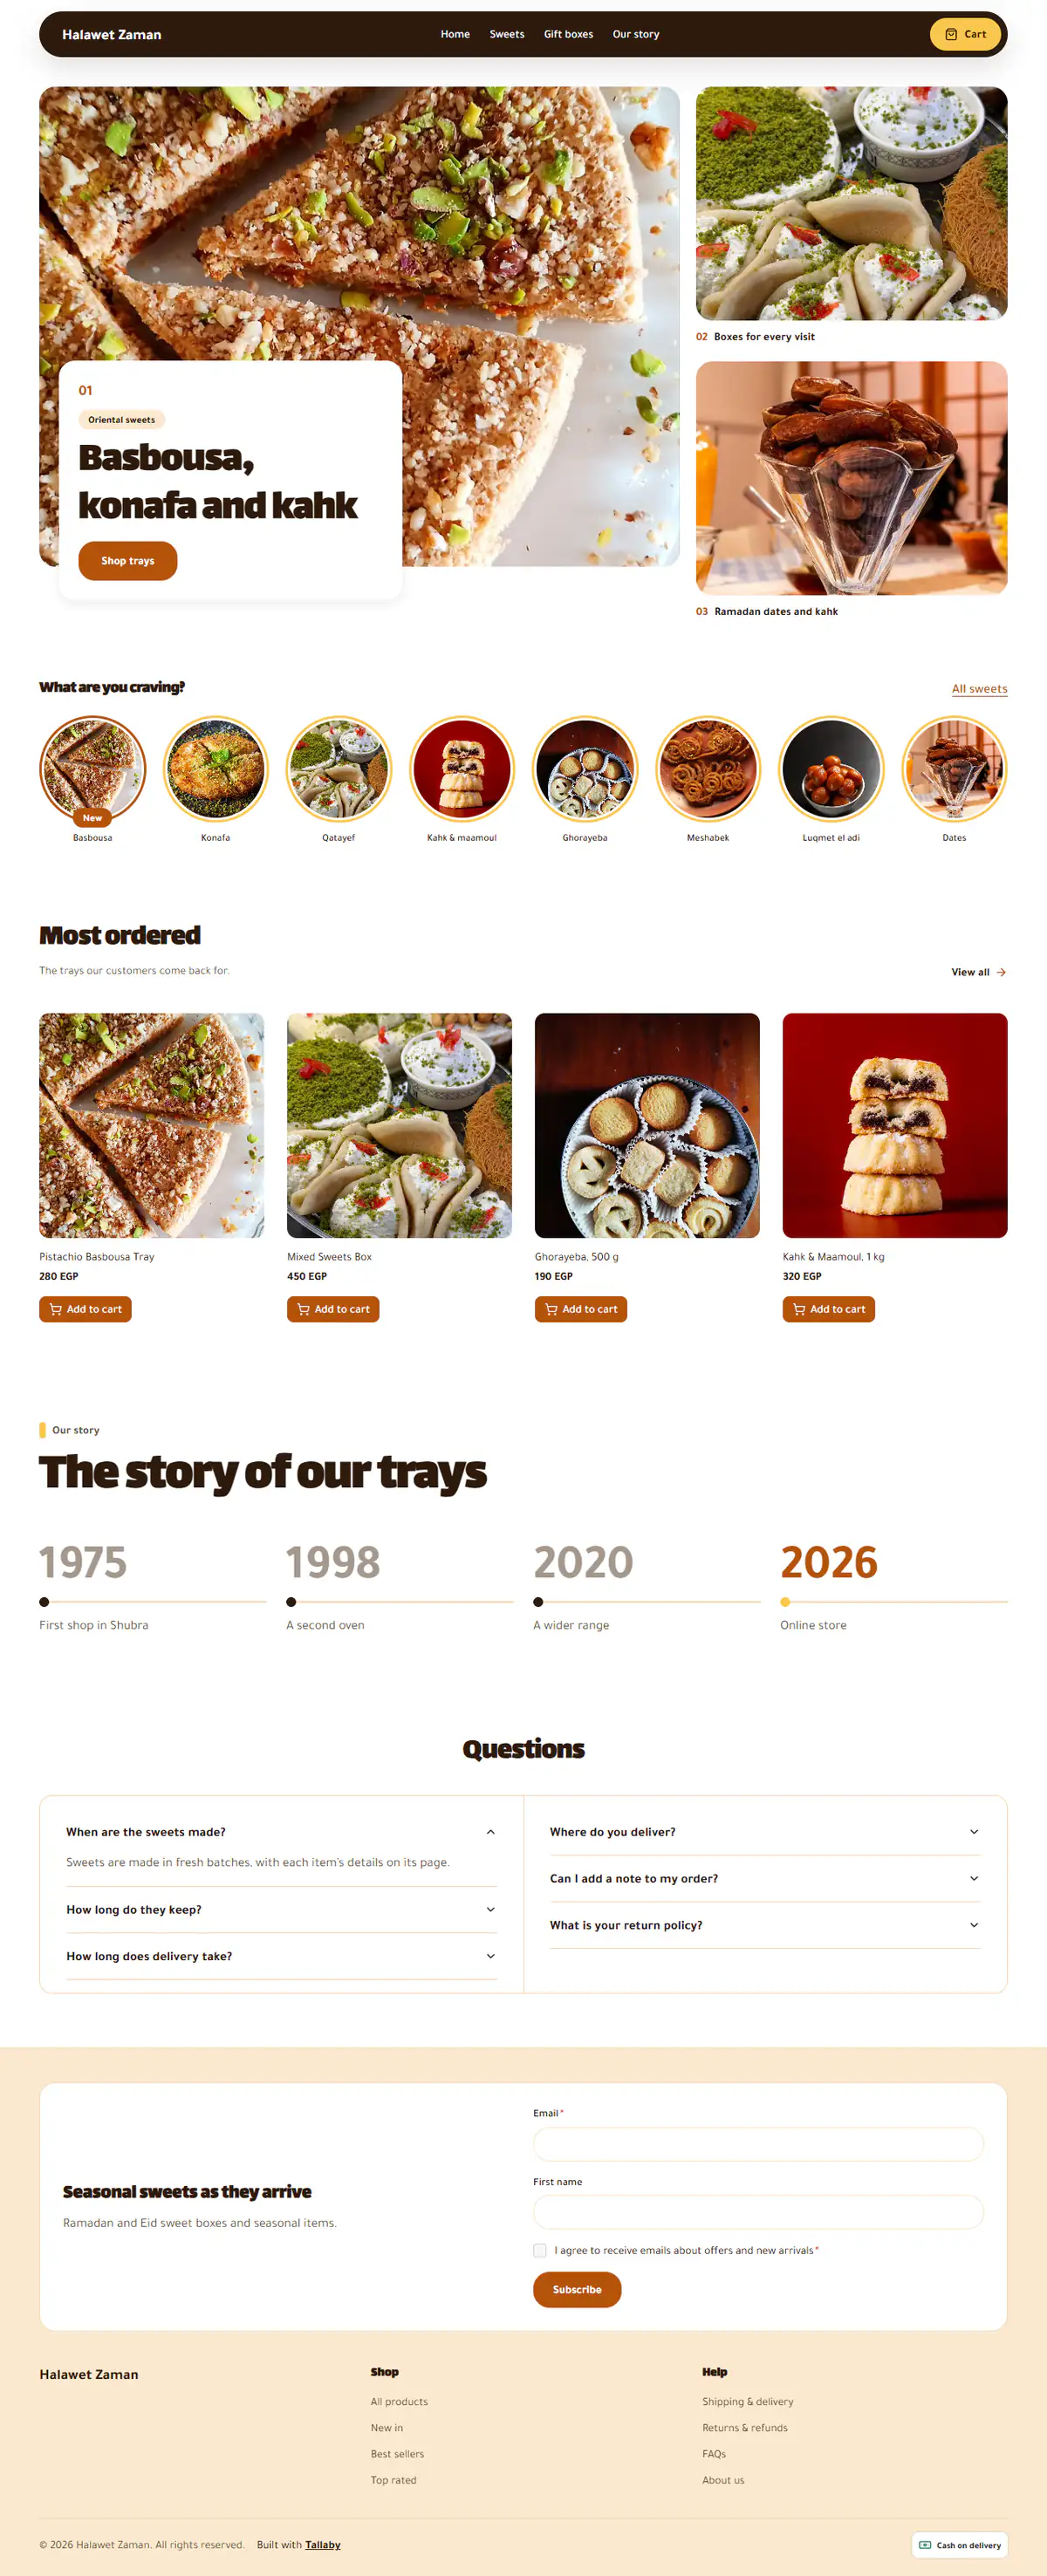 Halawet Zaman
Home
Sweets
Gift boxes
Our story
Cart
01
Oriental sweets
Basbousa,
konafa and kahk
Shop trays
02 Boxes for every visit
03 Ramadan dates and kahk
What are you craving?
All sweets
New
Basbousa
Konafa
Qatayef
Kahk & maamoul
Ghorayeba
Meshabek
Luqmet el adi
Dates
Most ordered
The trays our customers come back for.
View all
Pistachio Basbousa Tray
280 EGP
Add to cart
Mixed Sweets Box
450 EGP
Add to cart
Ghorayeba, 500 g
190 EGP
Add to cart
Kahk & Maamoul, 1 kg
320 EGP
Add to cart
Our story
The story of our trays
1975
First shop in Shubra
1998
A second oven
2020
A wider range
2026
Online store
Questions
When are the sweets made?
Sweets are made in fresh batches, with each item's details on its page.
How long do they keep?
How long does delivery take?
Where do you deliver?
Can I add a note to my order?
What is your return policy?
Seasonal sweets as they arrive
Ramadan and Eid sweet boxes and seasonal items.
Email*
First name
I agree to receive emails about offers and new arrivals*
Subscribe
Halawet Zaman
Shop
All products
New in
Best sellers
Top rated
Help
Shipping & delivery
Returns & refunds
FAQs
About us
© 2026 Halawet Zaman. All rights reserved.
Built with Tallaby
Cash on delivery